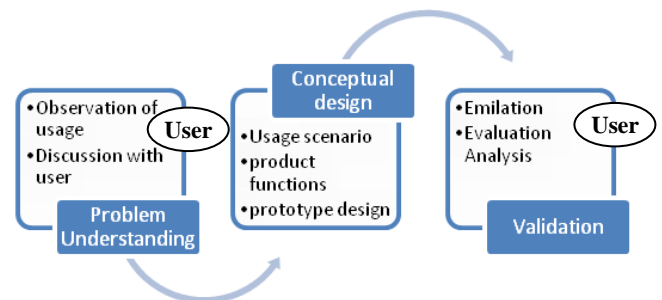 •Observation of
usage
•Discussion with
user
User
Problem
Understanding
Conceptual
design
•Usage scenario
•product
functions
•prototype design
•Emilation
•Evaluation
Analysis
User
Validation